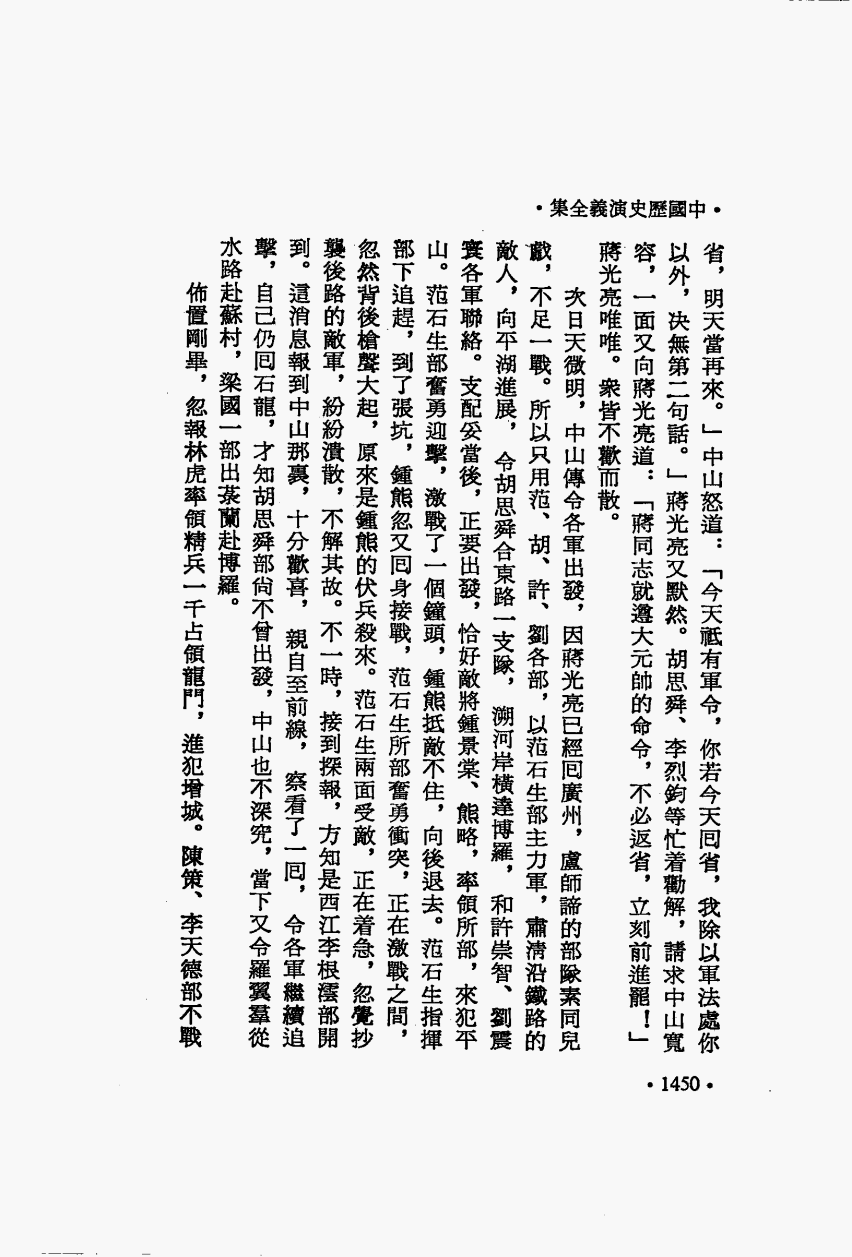 •中國歷史演義全集•
省，明天當再來。」中山怒道：「今天祇有軍令，你若今天回省，我除以軍法處你
以外，決無第二句話。」蔣光亮又默然。胡思舜、李烈鈞等忙着勸解，請求中山寬
容，一面又向蔣光亮道：「蔣同志就遵大元帥的命令，不必返省，立刻前進罷！」
蔣光亮唯唯。衆皆不歡而散。
次日天微明，中山傳令各軍出發，因蔣光亮已經回廣州，盧師諦的部隊素同兒
戲，不足一戰。所以只用范、胡、許、劉各部，以范石生部主力軍，肅清沿鐵路的
敵人，向平湖進展，令胡思舜合東路一支隊，溯河岸橫達博羅，和許崇智、劉震
寰各軍聯絡。支配妥當後，正要出發，恰好敵將鍾景棠、熊略，率領所部，來犯平
山。范石生部奮勇迎擊，激戰了一個鐘頭，鍾熊抵敵不住，向後退去。范石生指揮
部下追趕，到了張坑，鍾熊忽又回身接戰，范石生所部奮勇衝突，正在激戰之間，
忽然背後槍聲大起，原來是鍾熊的伏兵殺來。范石生兩面受敵，正在着急，忽覺抄
襲後路的敵軍，紛紛潰散，不解其故。不一時，接到探報，方知是西江李根澐部開
到。這消息報到中山那裏，十分歡喜，親自至前線，察看了一回，令各軍繼續追
擊，自己仍回石龍，才知胡思舜部尚不曾出發，中山也不深究，當下又令羅翼羣從
水路赴蘇村，梁國一部出菉蘭赴博羅。
佈置剛畢，忽報林虎率領精兵一千占領龍門，進犯增城。陳策、李天德部不戰
•1450•